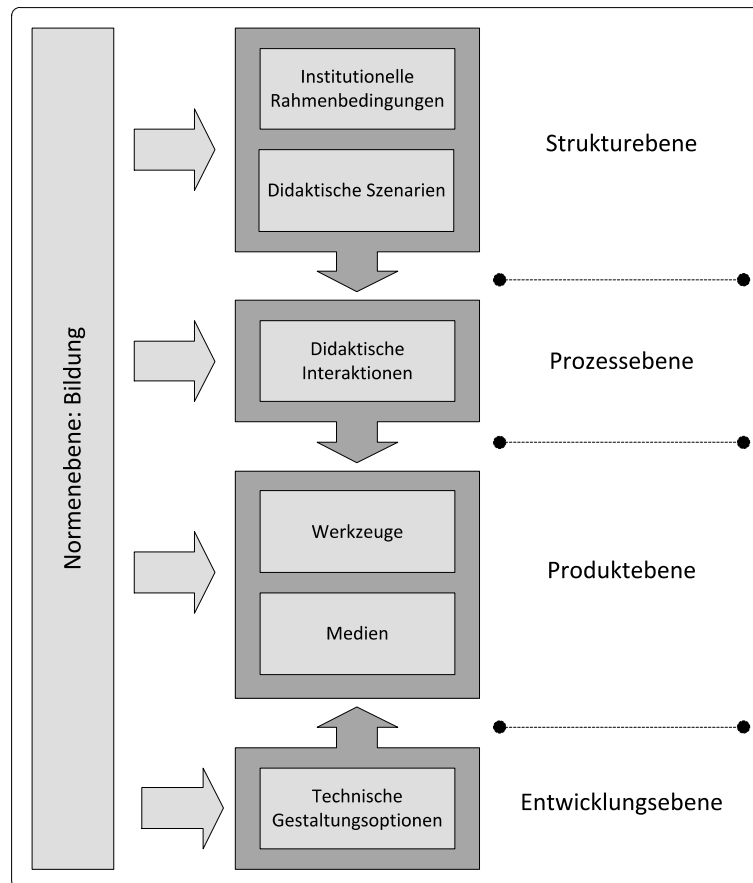 Normenebene: Bildung
Institutionelle
Rahmenbedingungen
Didaktische Szenarien
Strukturebene
Didaktische
Interaktionen
Prozessebene
Werkzeuge
Medien
Produktebene
Technische
Gestaltungsoptionen
Entwicklungsebene